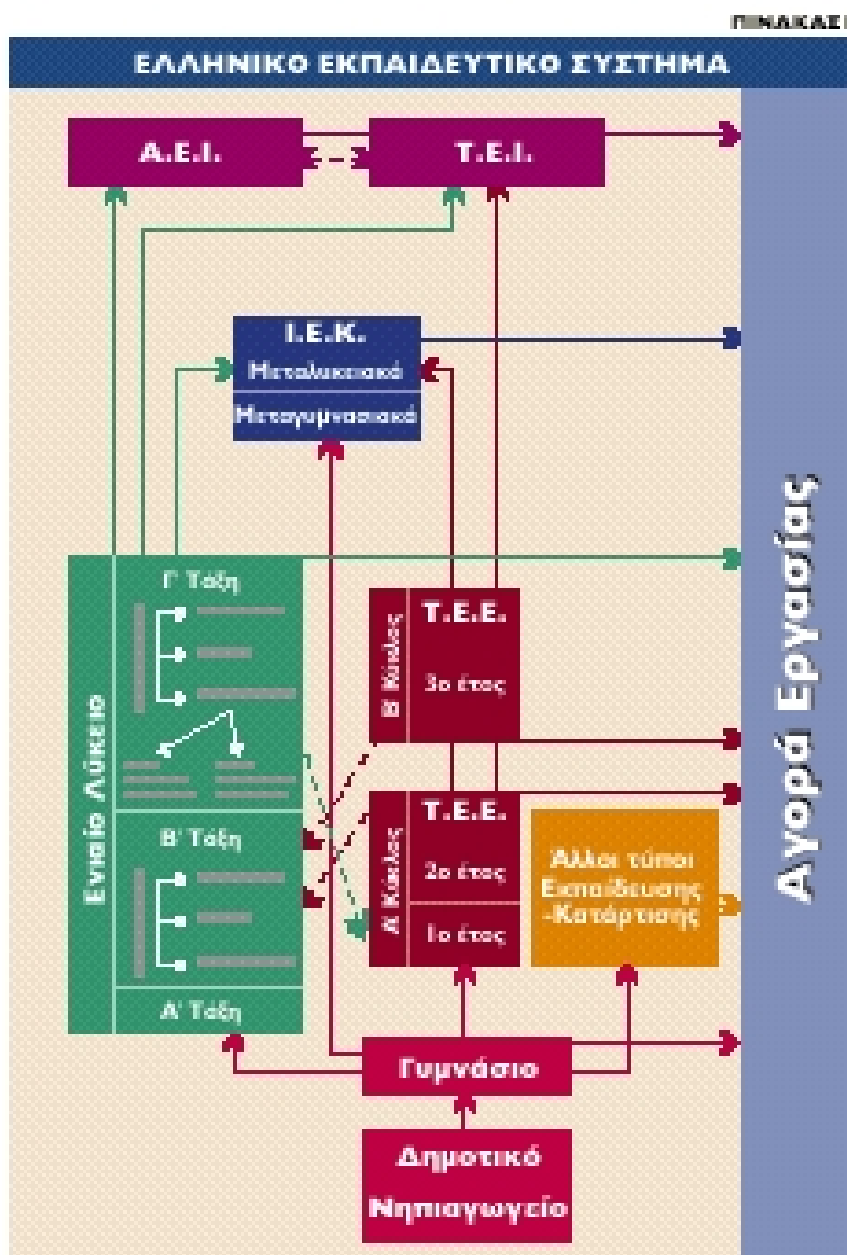 ΠΙΝΑΚΑΣ Ι
ΕΛΛΗΝΙΚΟ ΕΚΠΑΙΔΕΥΤΙΚΟ ΣΥΣΤΗΜΑ
Α.Ε.Ι.
Τ.Ε.Ι.
Ι.Ε.Κ.
Μεταλυκειακά
Μεταγυμνασιακά
Ενιαίο Λύκειο
Γ' Τάξη
Β' Τάξη
Α' Τάξη
Β' Κύκλος
Τ.Ε.Ε.
3ο έτος
Α' Κύκλος
Τ.Ε.Ε.
2ο έτος
1ο έτος
Άλλοι τύποι
Εκπαίδευσης
-Κατάρτισης
Αγορά Εργασίας
Γυμνάσιο
Δημοτικό
Νηπιαγωγείο